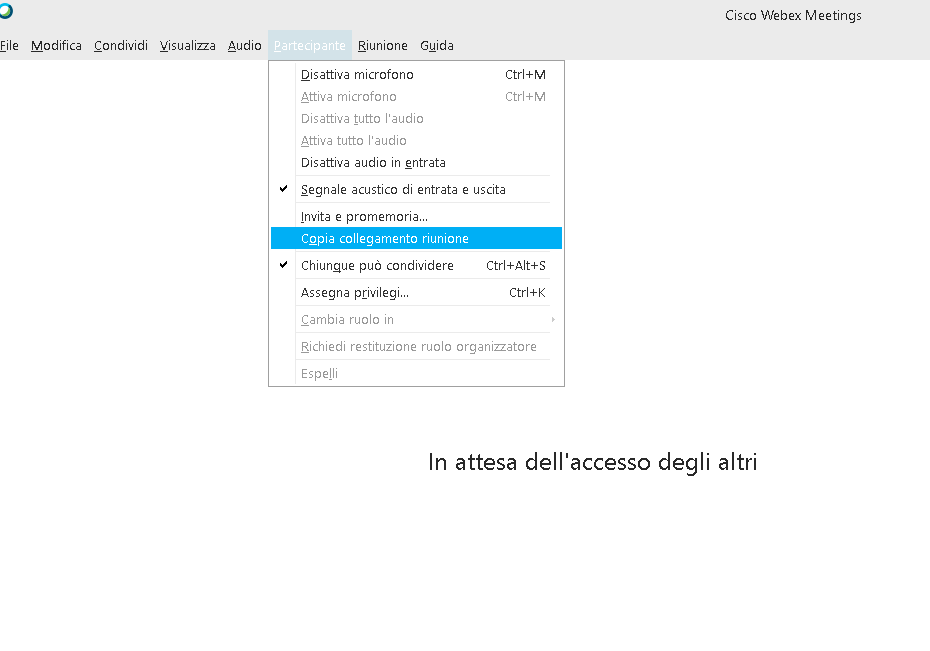 Cisco Webex Meetings
File Modifica Condividi Visualizza Audio Partecipante Riunione Guida
Disattiva microfono Ctrl+M
Attiva microfono Ctrl+M
Disattiva tutto l'audio
Attiva tutto l'audio
Disattiva audio in entrata
Segnale acustico di entrata e uscita
Invita e promemoria...
Copia collegamento riunione
Chiunque può condividere Ctrl+Alt+S
Assegna privilegi... Ctrl+K
Cambia ruolo in
Richiedi restituzione ruolo organizzatore
Espelli
In attesa dell'accesso degli altri